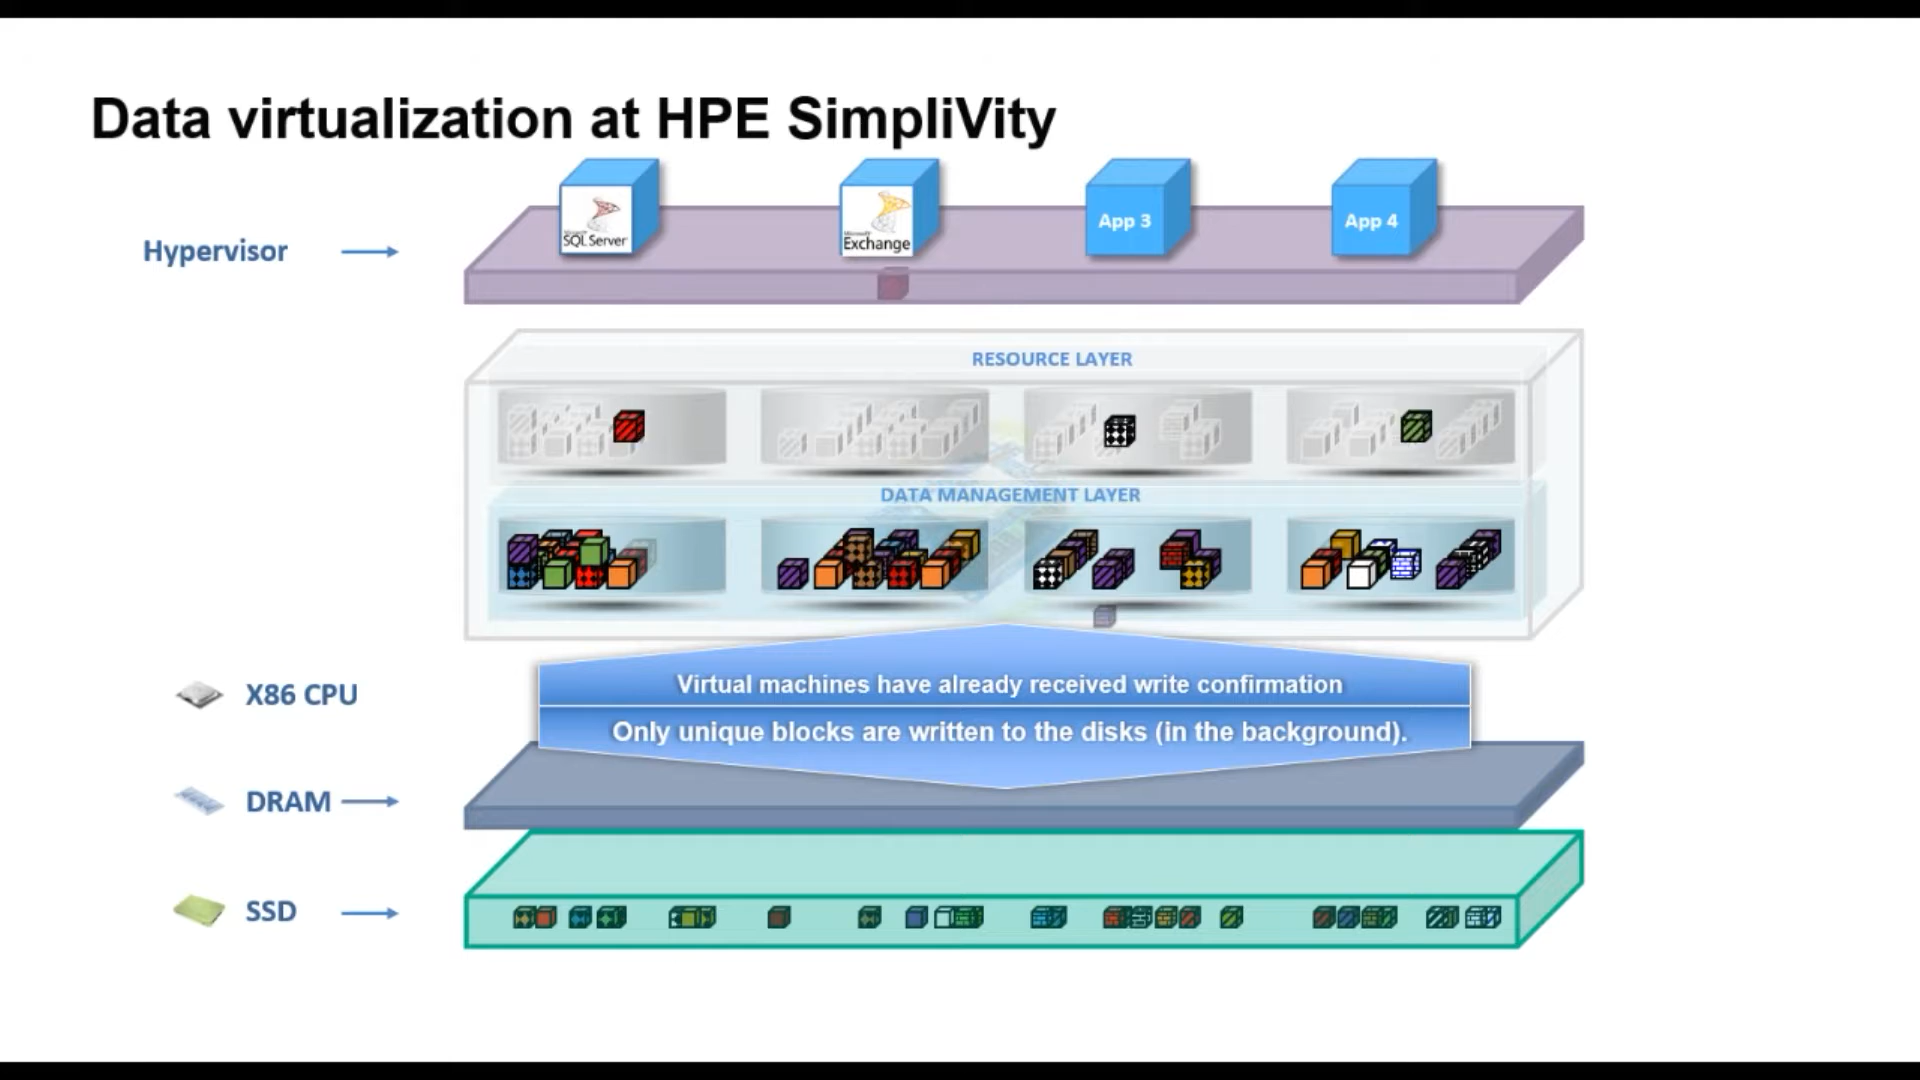 Data virtualization at HPE SimpliVity
SQL Server
Microsoft
Exchange
App 3
App 4
Hypervisor
RESOURCE LAYER
DATA MANAGEMENT LAYER
X86 CPU
Virtual machines have already received write confirmation
Only unique blocks are written to the disks (in the background).
DRAM
SSD